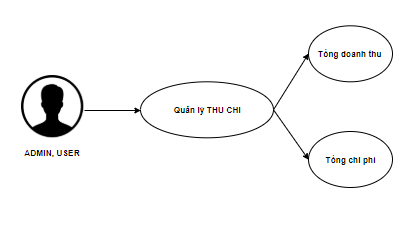 Tổng doanh thu
Quản lý THU CHI
ADMIN, USER
Tổng chi phí